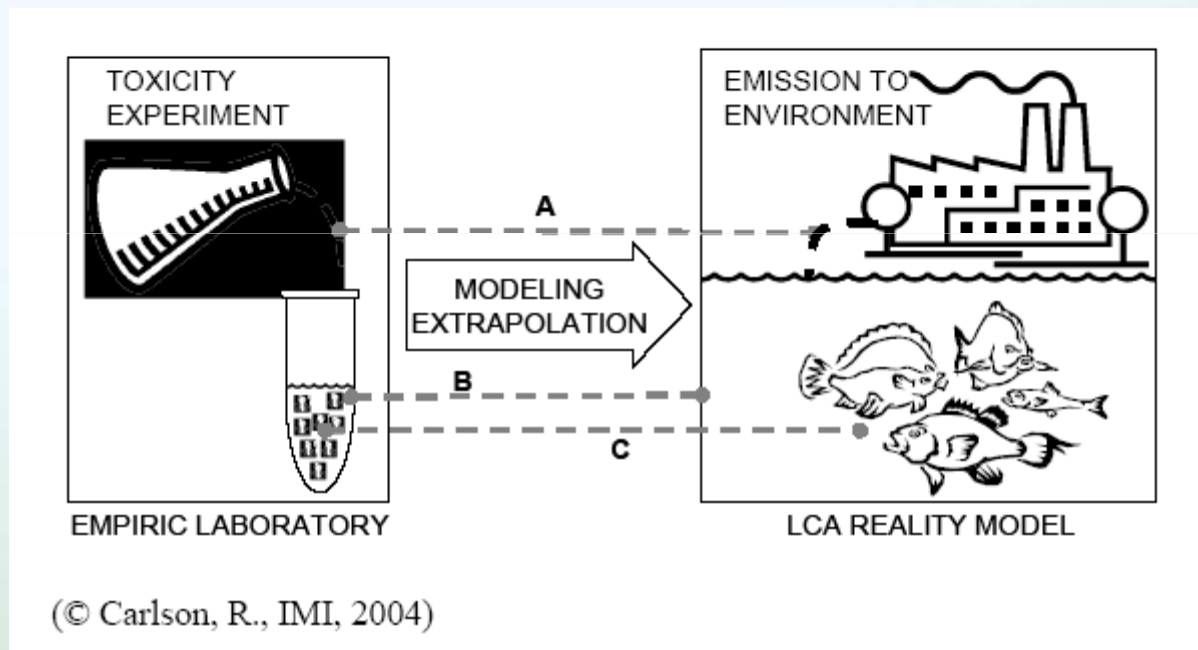 TOXICITY
EXPERIMENT
EMISSION TO
ENVIRONMENT
A
MODELING
EXTRAPOLATION
B
C
EMPIRIC LABORATORY
LCA REALITY MODEL
(© Carlson, R., IMI, 2004)